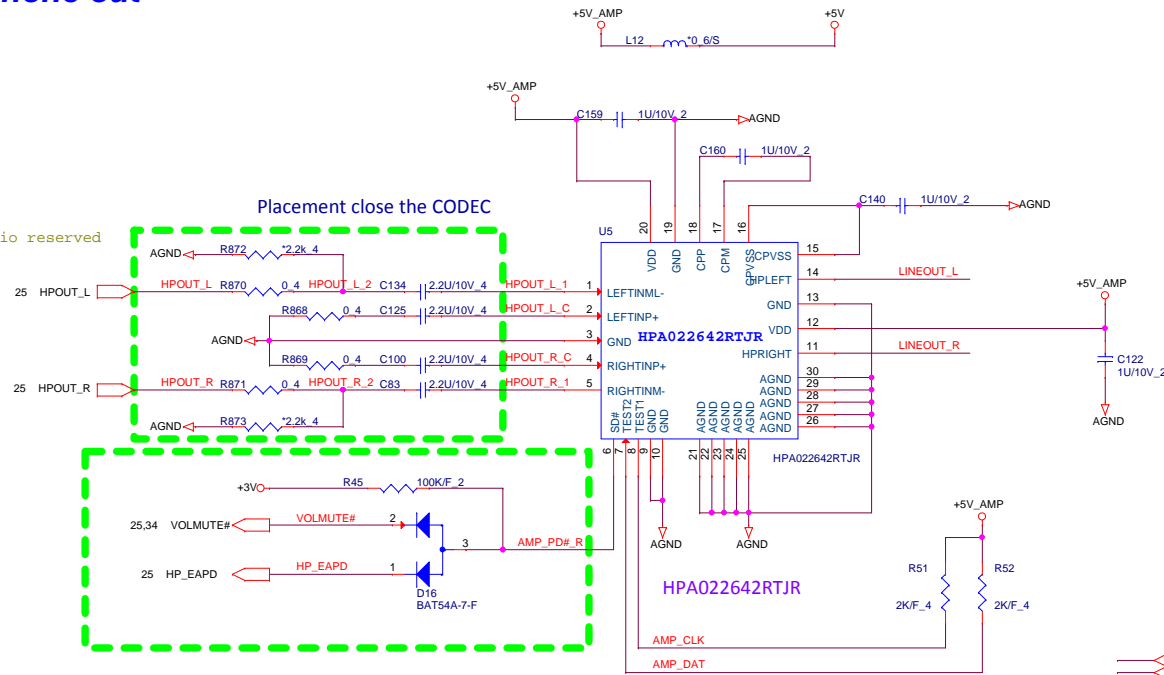 +5V_AMP
+5V
L12
*0_6/S
+5V_AMP
C159
1U/10V_2
AGND
C160
1U/10V_2
Placement close the CODEC
C140
1U/10V_2
AGND
io reserved
U5
20
19
18
17
16
AGND
R872
*2.2k_4
VDD
GND
CPP
CPM
CPVSS
CPVSS
15
25 HPOUT_L
HPOUT_L
R870
0_4
HPOUT_L_2
C134
2.2U/10V_4
HPOUT_L_1
1
LEFTINML-
HPLEFT
14
LINEOUT_L
+5V_AMP
R868
0_4
C125
2.2U/10V_4
HPOUT_L_C
2
LEFTINP+
GND
13
AGND
3
GND
HPA022642RTJR
VDD
12
R869
0_4
C100
2.2U/10V_4
HPOUT_R_C
4
RIGHTINP+
HPRIGHT
11
LINEOUT_R
C122
1U/10V_2
25 HPOUT_R
HPOUT_R
R871
0_4
HPOUT_R_2
C83
2.2U/10V_4
HPOUT_R_1
5
RIGHTINM-
AGND
30
AGND
29
AGND
28
AGND
27
AGND
26
AGND
AGND
R873
*2.2k_4
SD#
TEST2
TEST1
GND
GND
AGND
AGND
AGND
AGND
AGND
6
7
8
9
10
21
22
23
24
25
HPA022642RTJR
+3V
R45
100K/F_2
25,34 VOLMUTE#
VOLMUTE#
2
3
AMP_PD#_R
AGND
AGND
+5V_AMP
25 HP_EAPD
HP_EAPD
1
D16
BAT54A-7-F
HPA022642RTJR
R51
R52
2K/F_4
2K/F_4
AMP_CLK
AMP_DAT